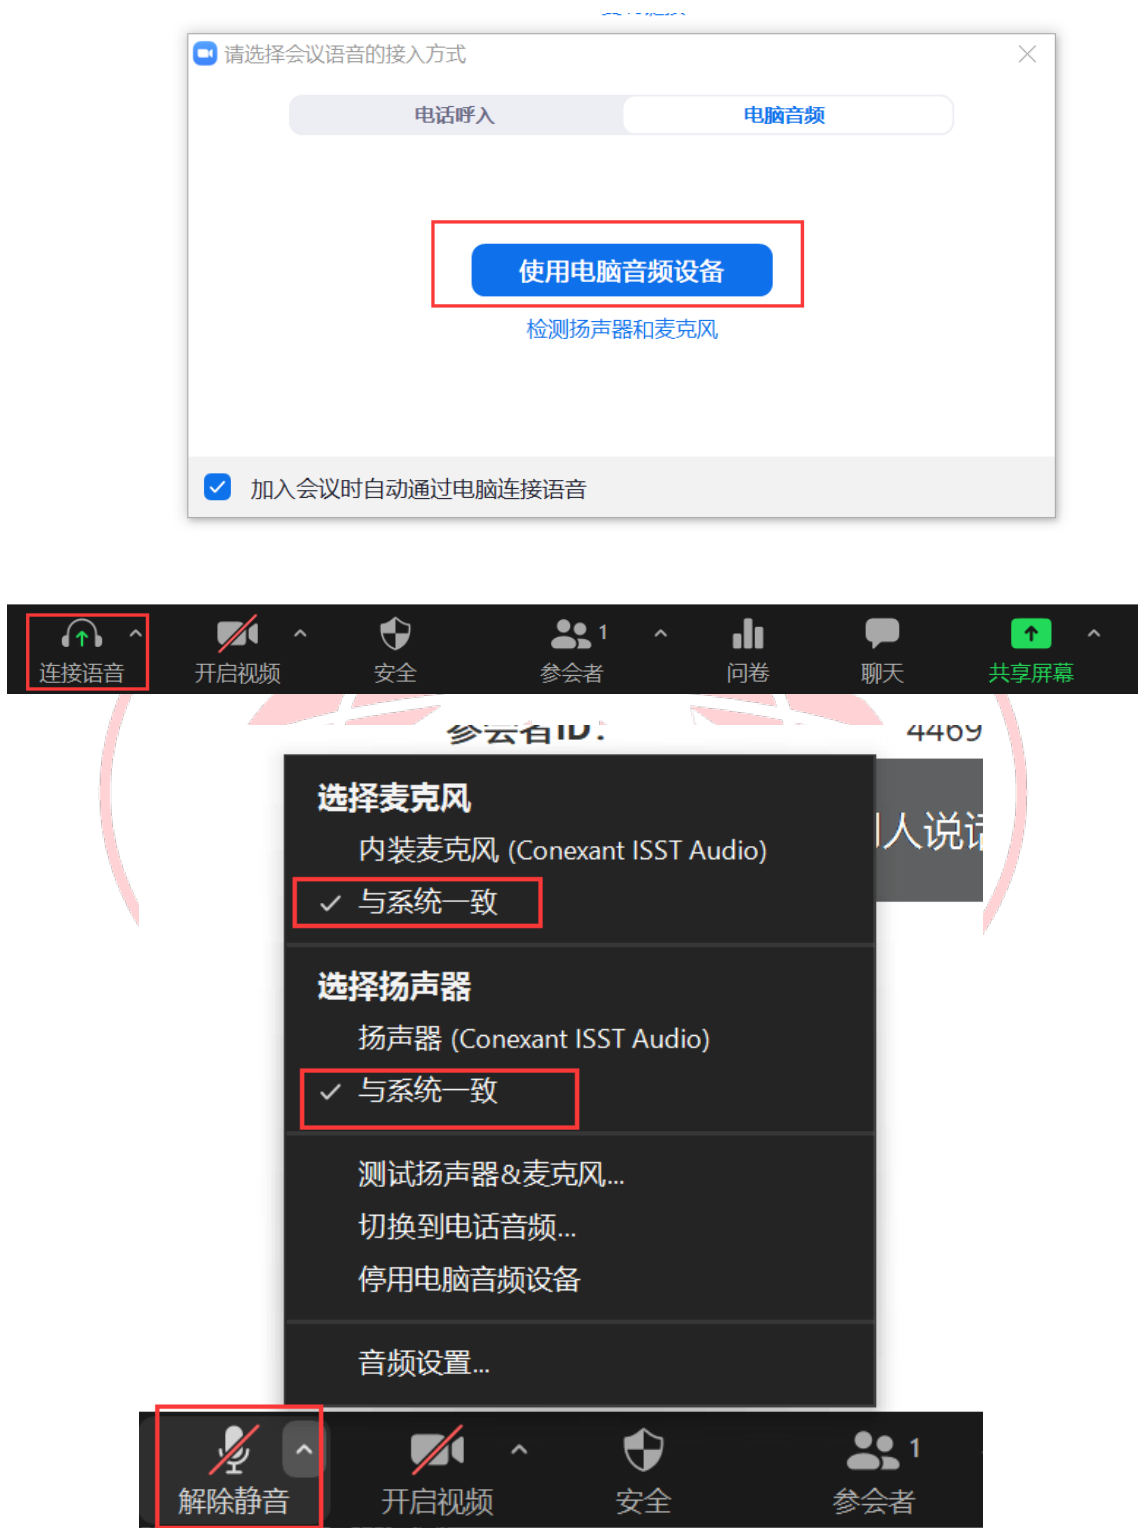 请选择会议语音的接入方式
电话呼入 电脑音频
使用电脑音频设备
检测扬声器和麦克风
加入会议时自动通过电脑连接语音
连接语音 开启视频 安全 参会者 1 问卷 聊天 共享屏幕
参会者ID: 4469
选择麦克风
人说话
内装麦克风 (Conexant ISST Audio)
与系统一致
选择扬声器
扬声器 (Conexant ISST Audio)
与系统一致
测试扬声器&麦克风...
切换到电话音频...
停用电脑音频设备
音频设置...
解除静音 开启视频 安全 参会者 1